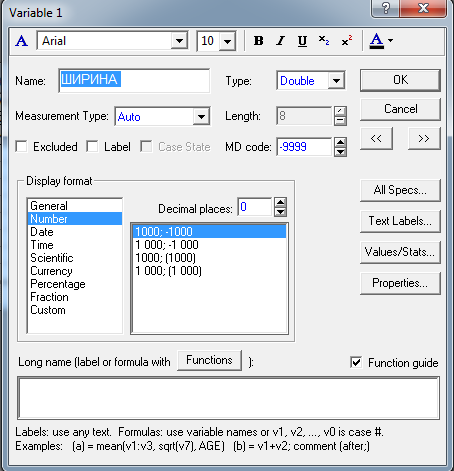 Variable 1
A Arial 10 B I U x₂ x² A
Name: ШИРИНА Type: Double OK
Measurement Type: Auto Length: 8 Cancel
Excluded Label Case State MD code: -9999 << >>
Display format
All Specs...
General Decimal places: 0
Number 1000; -1000 Text Labels...
Date 1 000; -1 000
Time 1000; (1000) Values/Stats...
Scientific 1 000; (1 000)
Currency Properties...
Percentage
Fraction
Custom
Long name (label or formula with Functions ): Function guide
Labels: use any text. Formulas: use variable names or v1, v2, ..., v0 is case #.
Examples: (a) = mean(v1:v3, sqrt(v7), AGE) (b) = v1+v2; comment (after;)